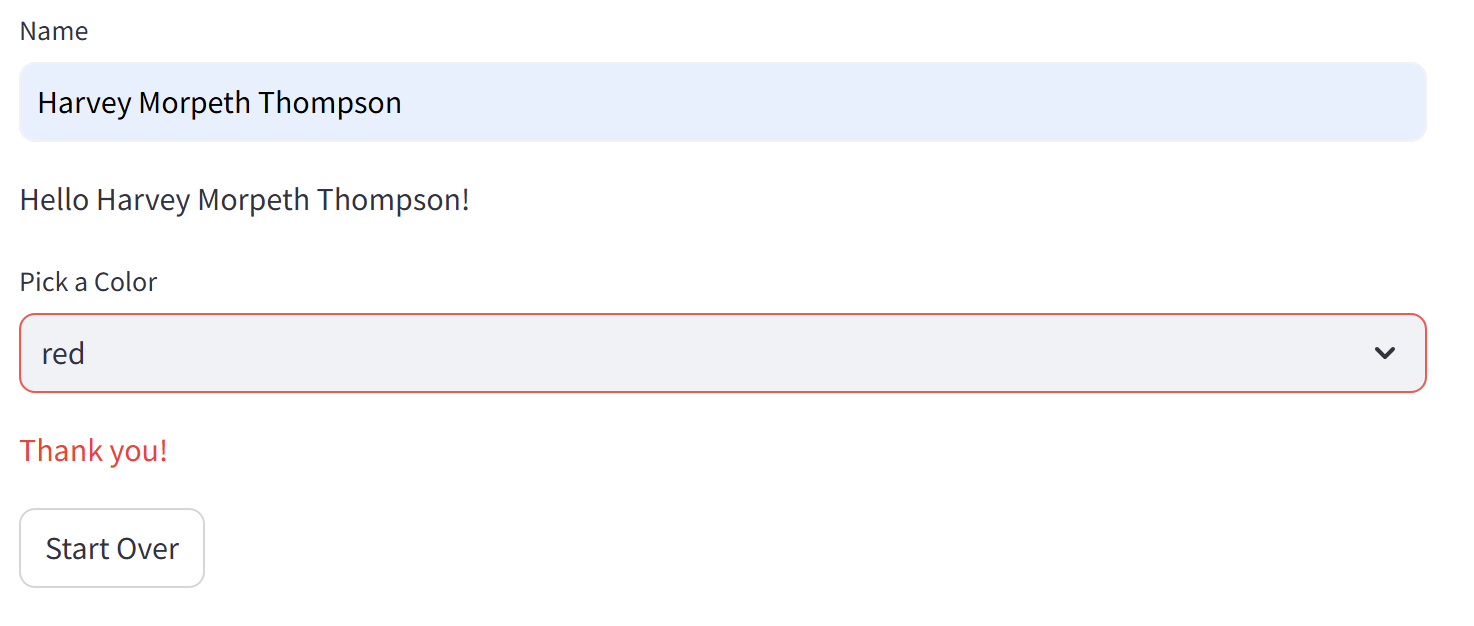 Name
Harvey Morpeth Thompson
Hello Harvey Morpeth Thompson!
Pick a Color
red
Thank you!
Start Over